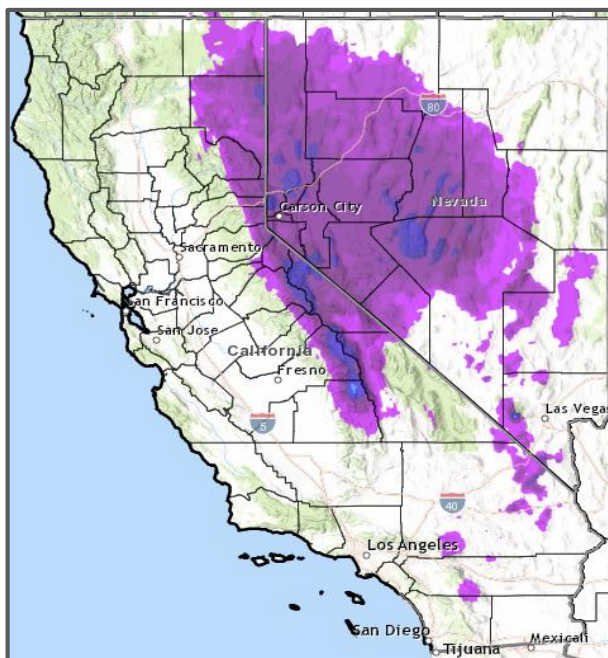 80
Nevada
Carson City
Sacramento
San Francisco
San Jose
California
Fresno
Las Vegas
5
40
Los Angeles
San Diego
Tijuana
Mexicali